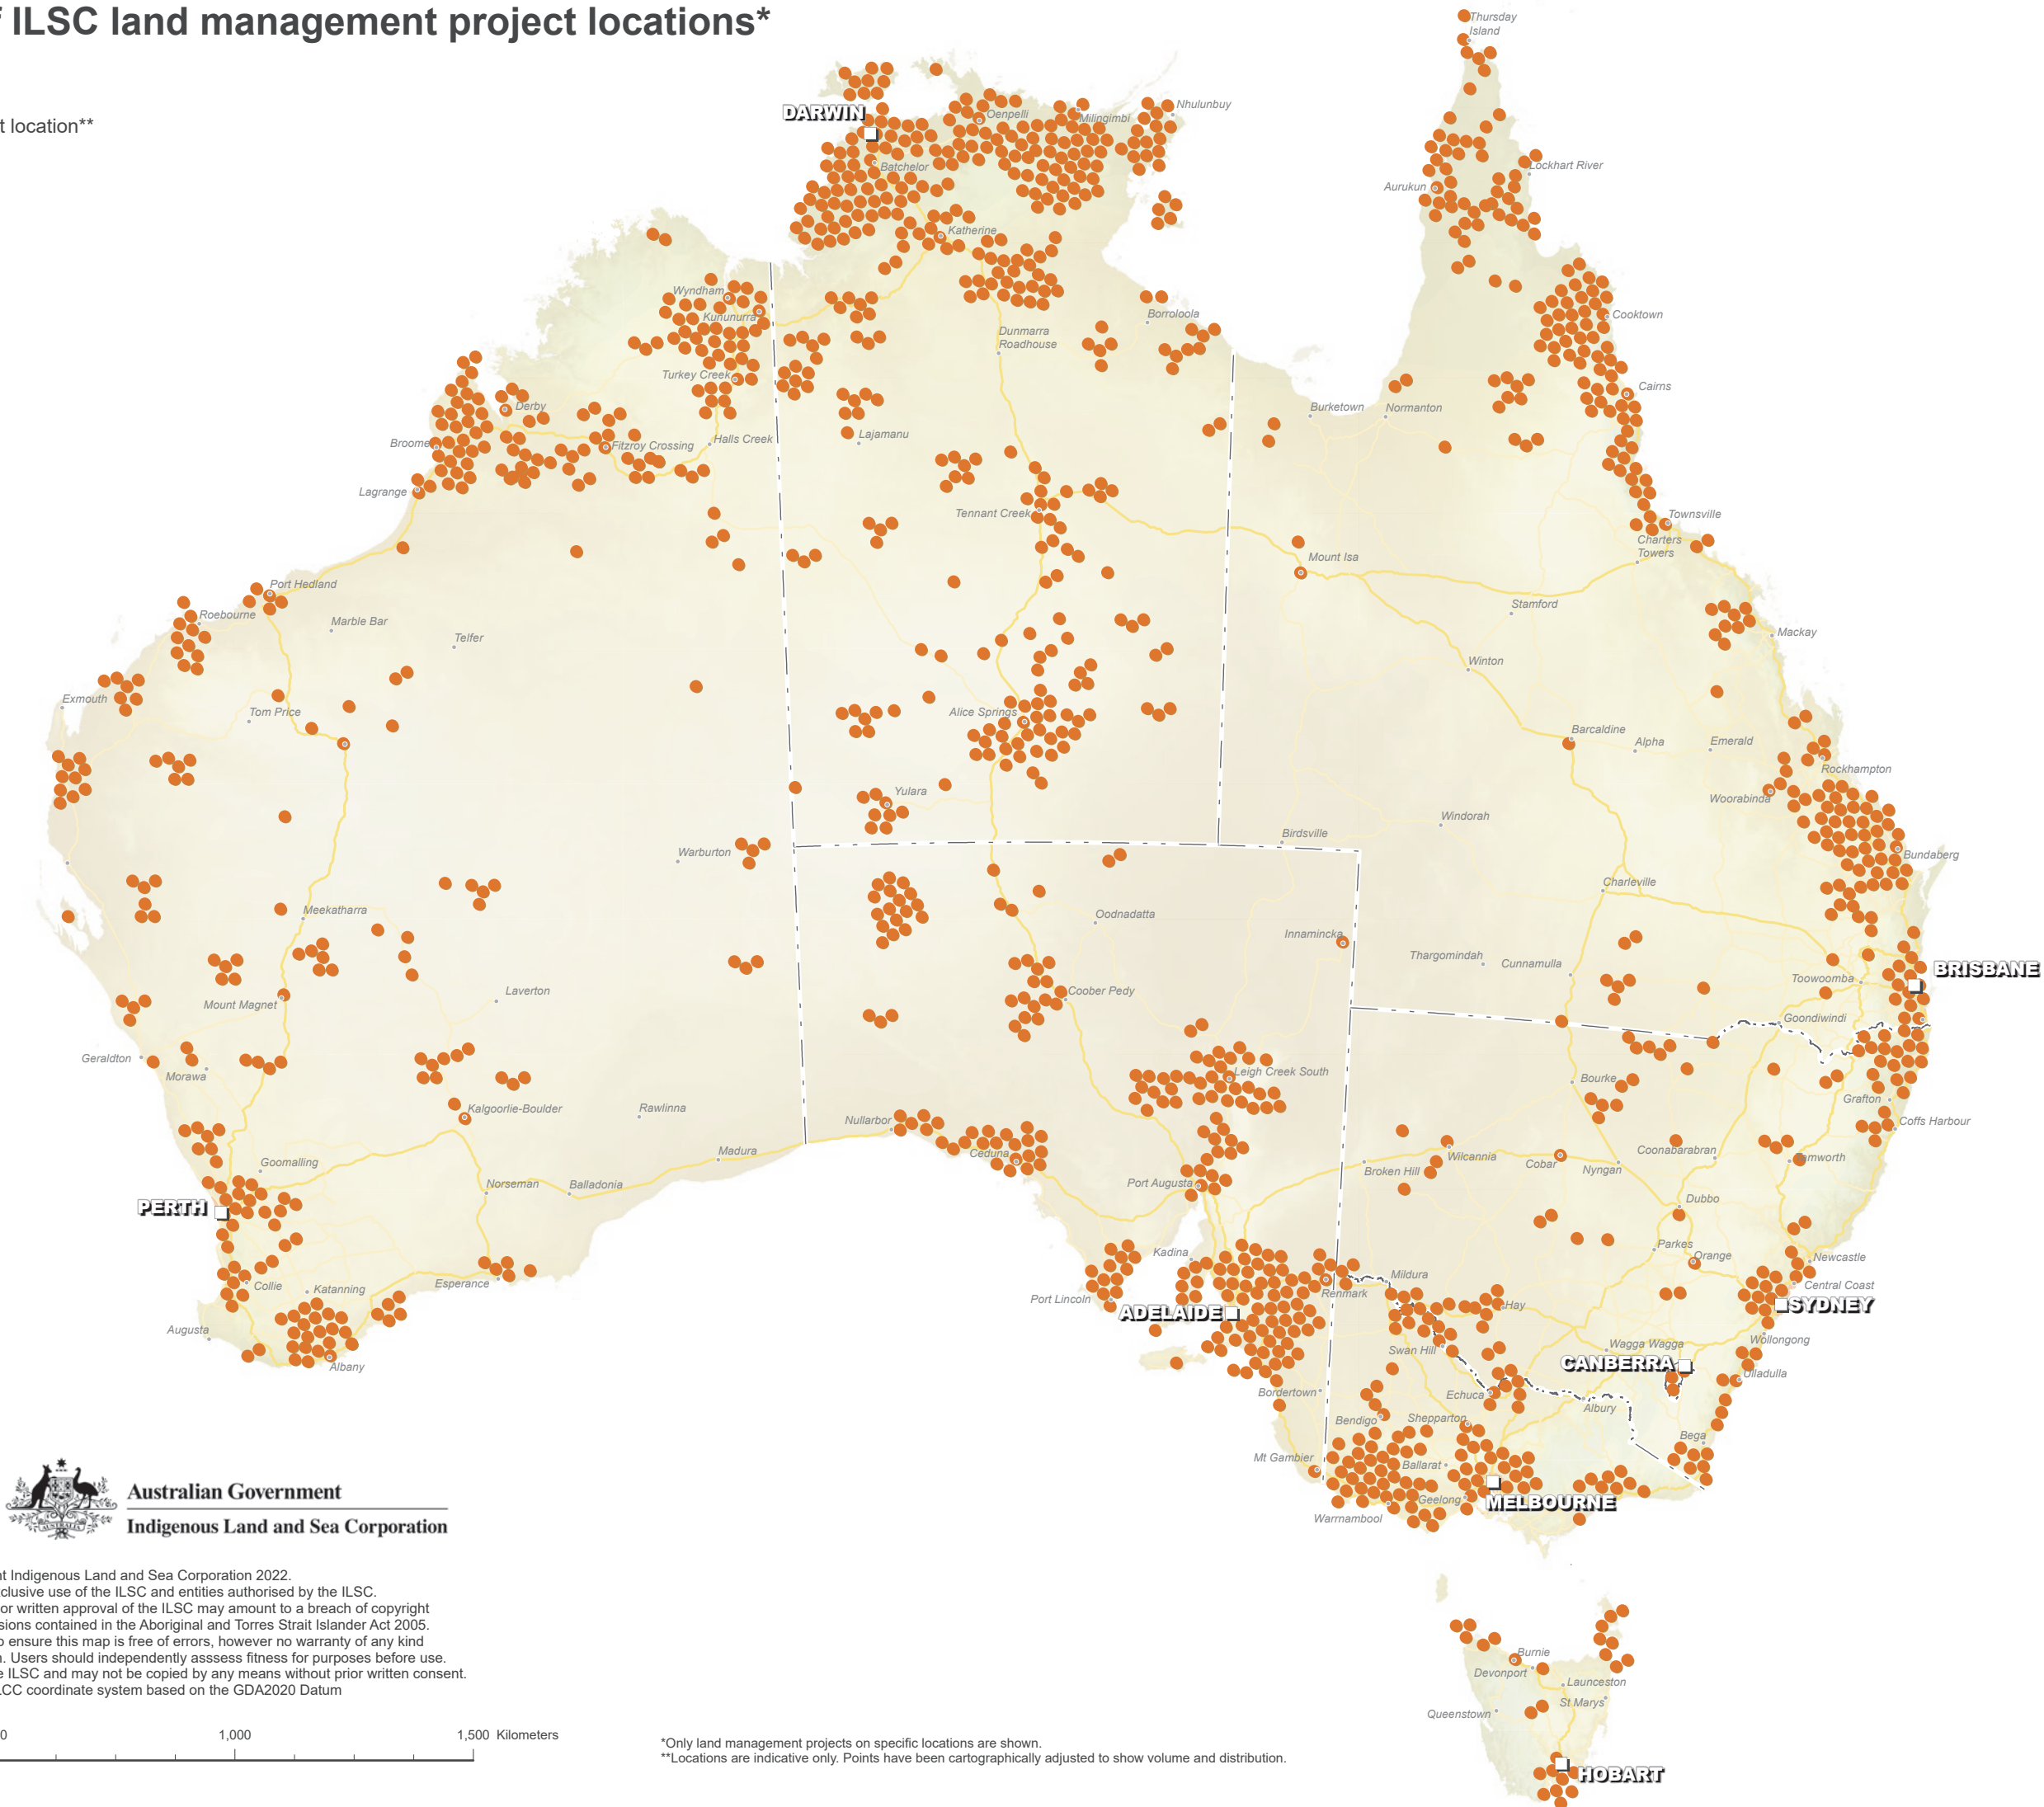 f ILSC land management project locations*
t location**
Thursday
Island
DARWIN
Oenpelli
Milingimbi
Nhulunbuy
Batchelor
Lockhart River
Aurukun
Katherine
Wyndham
Kununurra
Borroloola
Cooktown
Dunmarra
Roadhouse
Turkey Creek
Cairns
Derby
Burketown
Normanton
Broome
Fitzroy Crossing
Halls Creek
Lajamanu
Lagrange
Tennant Creek
Townsville
Charters
Towers
Mount Isa
Port Hedland
Roebourne
Marble Bar
Telfer
Stamford
Mackay
Winton
Exmouth
Tom Price
Alice Springs
Barcaldine
Alpha
Emerald
Rockhampton
Yulara
Woorabinda
Windorah
Birdsville
Warburton
Bundaberg
Charleville
Meekatharra
Oodnadatta
Innamincka
Thargomindah
Cunnamulla
BRISBANE
Toowoomba
Mount Magnet
Laverton
Coober Pedy
Goondiwindi
Geraldton
Morawa
Leigh Creek South
Bourke
Grafton
Kalgoorlie-Boulder
Rawlinna
Nullarbor
Coffs Harbour
Madura
Ceduna
Goomalling
Broken Hill
Wilcannia
Cobar
Nyngan
Coonabarabran
Tamworth
Norseman
Balladonia
Port Augusta
PERTH
Dubbo
Kadina
Parkes
Orange
Newcastle
Collie
Katanning
Esperance
Mildura
Central Coast
Port Lincoln
Renmark
ADELAIDE
Hay
SYDNEY
Augusta
Albany
Swan Hill
Wagga Wagga
Wollongong
CANBERRA
Ulladulla
Bordertown
Echuca
Albury
Bendigo
Shepparton
Bega
Mt Gambier
Ballarat
Geelong
MELBOURNE
Warrnambool
AUSTRALIA
Australian Government
Indigenous Land and Sea Corporation
nt Indigenous Land and Sea Corporation 2022.
clusive use of the ILSC and entities authorised by the ILSC.
or written approval of the ILSC may amount to a breach of copyright
sions contained in the Aboriginal and Torres Strait Islander Act 2005.
o ensure this map is free of errors, however no warranty of any kind
n. Users should independently asssess fitness for purposes before use.
e ILSC and may not be copied by any means without prior written consent.
LCC coordinate system based on the GDA2020 Datum
Burnie
Devonport
Launceston
St Marys
Queenstown
0 1,000 1,500 Kilometers
*Only land management projects on specific locations are shown.
**Locations are indicative only. Points have been cartographically adjusted to show volume and distribution.
HOBART